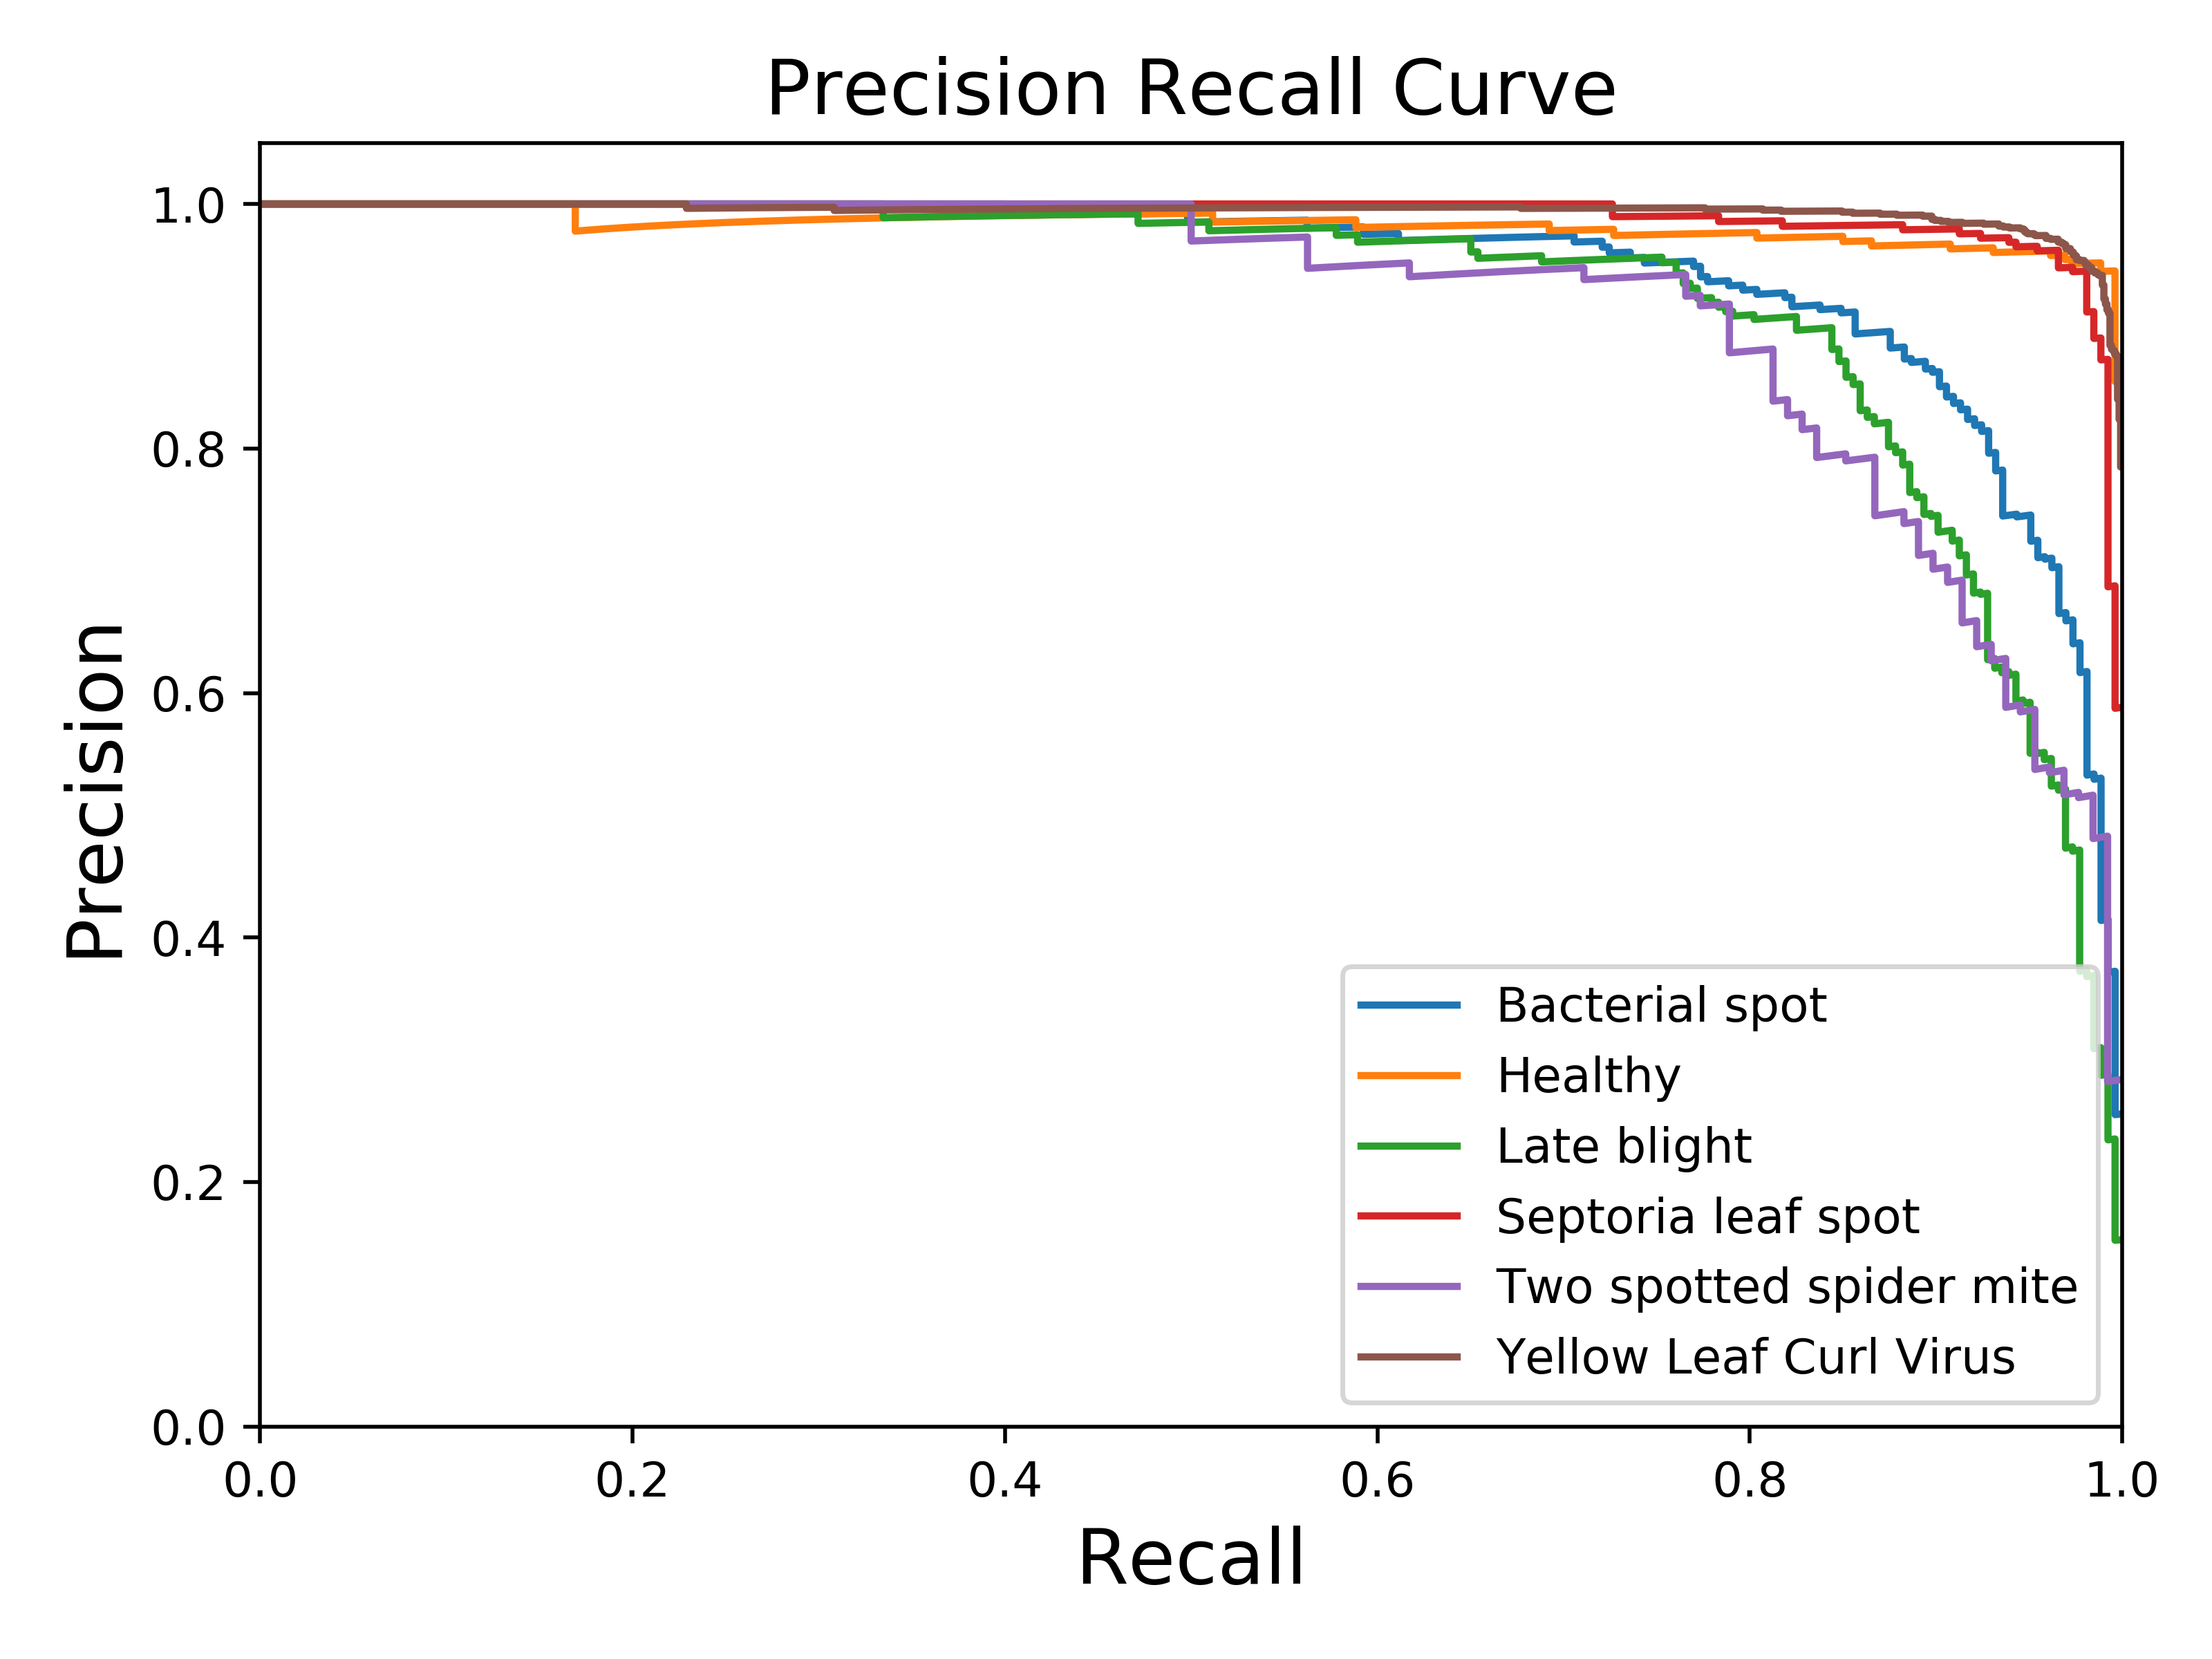 Precision Recall Curve
Precision
1.0
0.8
0.6
0.4
0.2
0.0
0.0 0.2 0.4 0.6 0.8 1.0
Recall
Bacterial spot
Healthy
Late blight
Septoria leaf spot
Two spotted spider mite
Yellow Leaf Curl Virus